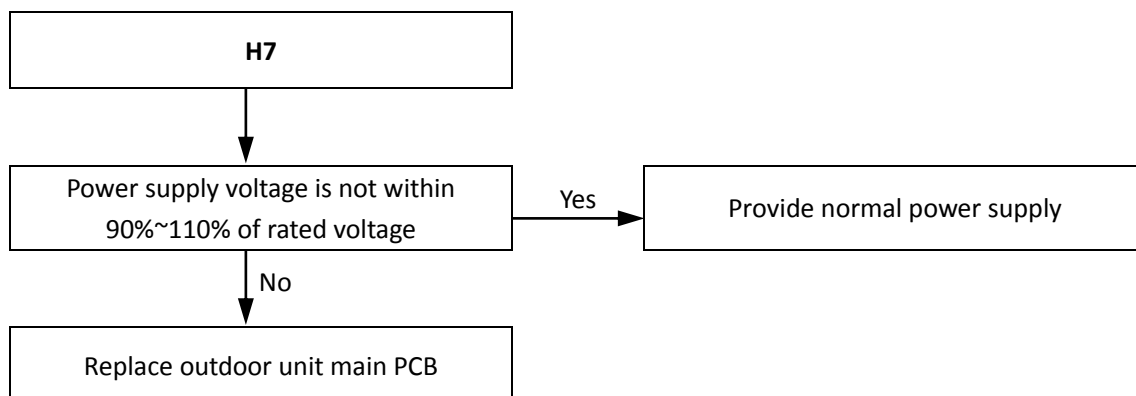 H7
Power supply voltage is not within
90%~110% of rated voltage
Yes
Provide normal power supply
No
Replace outdoor unit main PCB